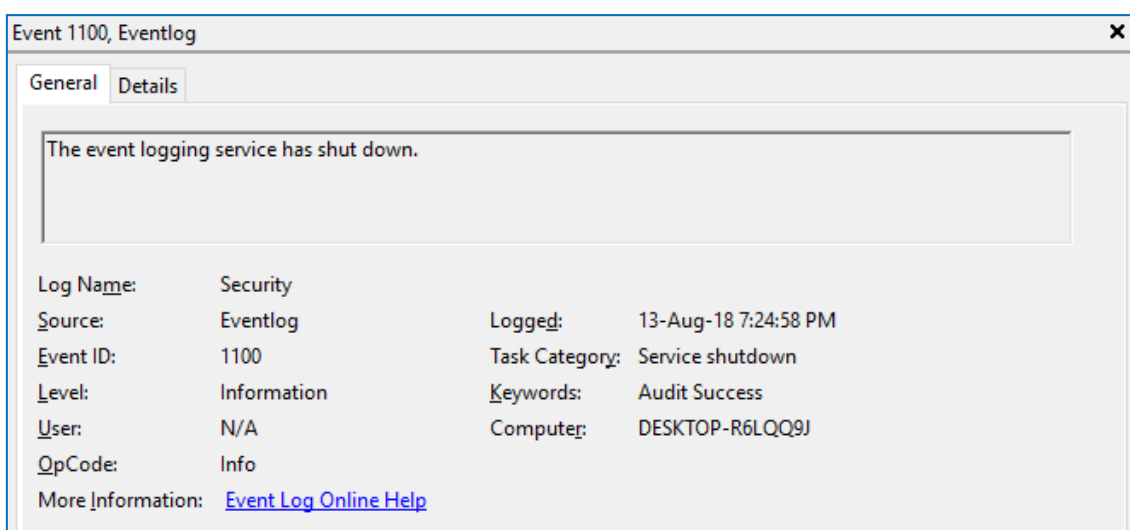 Event 1100, Eventlog
General Details
The event logging service has shut down.
Log Name: Security
Source: Eventlog Logged: 13-Aug-18 7:24:58 PM
Event ID: 1100 Task Category: Service shutdown
Level: Information Keywords: Audit Success
User: N/A Computer: DESKTOP-R6LQQ9J
OpCode: Info
More Information: Event Log Online Help